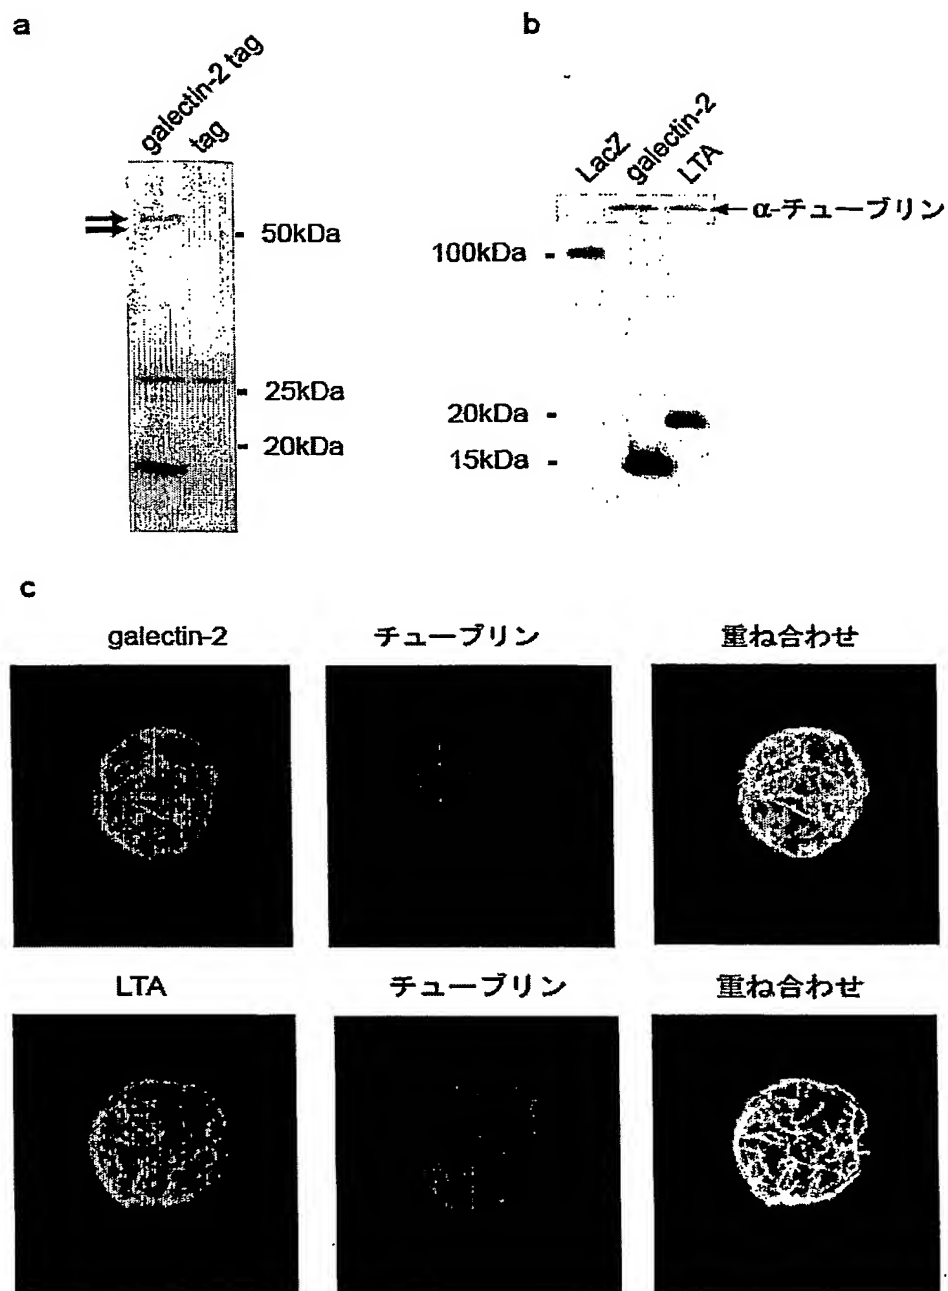 a
galectin-2 tag
tag
50kDa
25kDa
20kDa
b
LacZ
galectin-2
LTA
α-チューブリン
100kDa
20kDa
15kDa
c
galectin-2
チューブリン
重ね合わせ
LTA
チューブリン
重ね合わせ